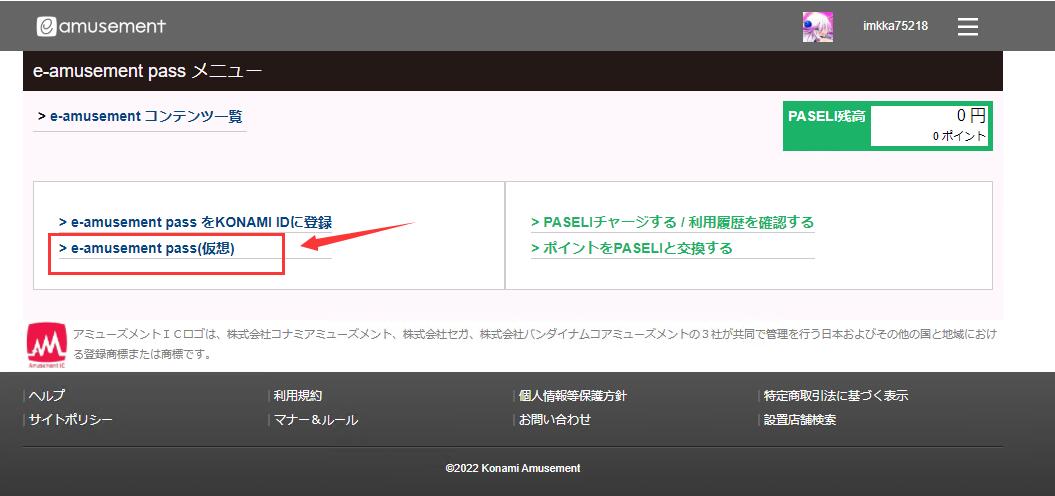 e amusement
imkka75218
e-amusement pass メニュー
> e-amusement コンテンツ一覧
PASELI残高
0 円
0 ポイント
> e-amusement pass をKONAMI IDに登録
> e-amusement pass(仮想)
> PASELIチャージする / 利用履歴を確認する
> ポイントをPASELIと交換する
アミューズメントＩＣロゴは、株式会社コナミアミューズメント、株式会社セガ、株式会社バンダイナムコアミューズメントの３社が共同で管理を行う日本およびその他の国と地域におけ
る登録商標または商標です。
Amusement IC
| ヘルプ
| 利用規約
| 個人情報等保護方針
| 特定商取引法に基づく表示
| サイトポリシー
| マナー＆ルール
| お問い合わせ
| 設置店舗検索
©2022 Konami Amusement